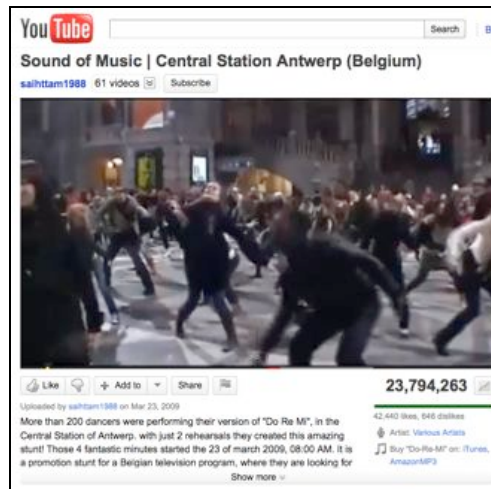 YouTube
Search
Sound of Music | Central Station Antwerp (Belgium)
saihttam1988 61 videos Subscribe
Like Add to Share 23,794,263
Uploaded by saihttam1988 on Mar 23, 2009
42,440 likes, 646 dislikes
More than 200 dancers were performing their version of "Do Re Mi", in the
Central Station of Antwerp. with just 2 rehearsals they created this amazing
stunt! Those 4 fantastic minutes started the 23 of march 2009, 08:00 AM. It is
a promotion stunt for a Belgian television program, where they are looking for
Show more
Artist: Various Artists
Buy "Do-Re-Mi" on: iTunes,
AmazonMP3